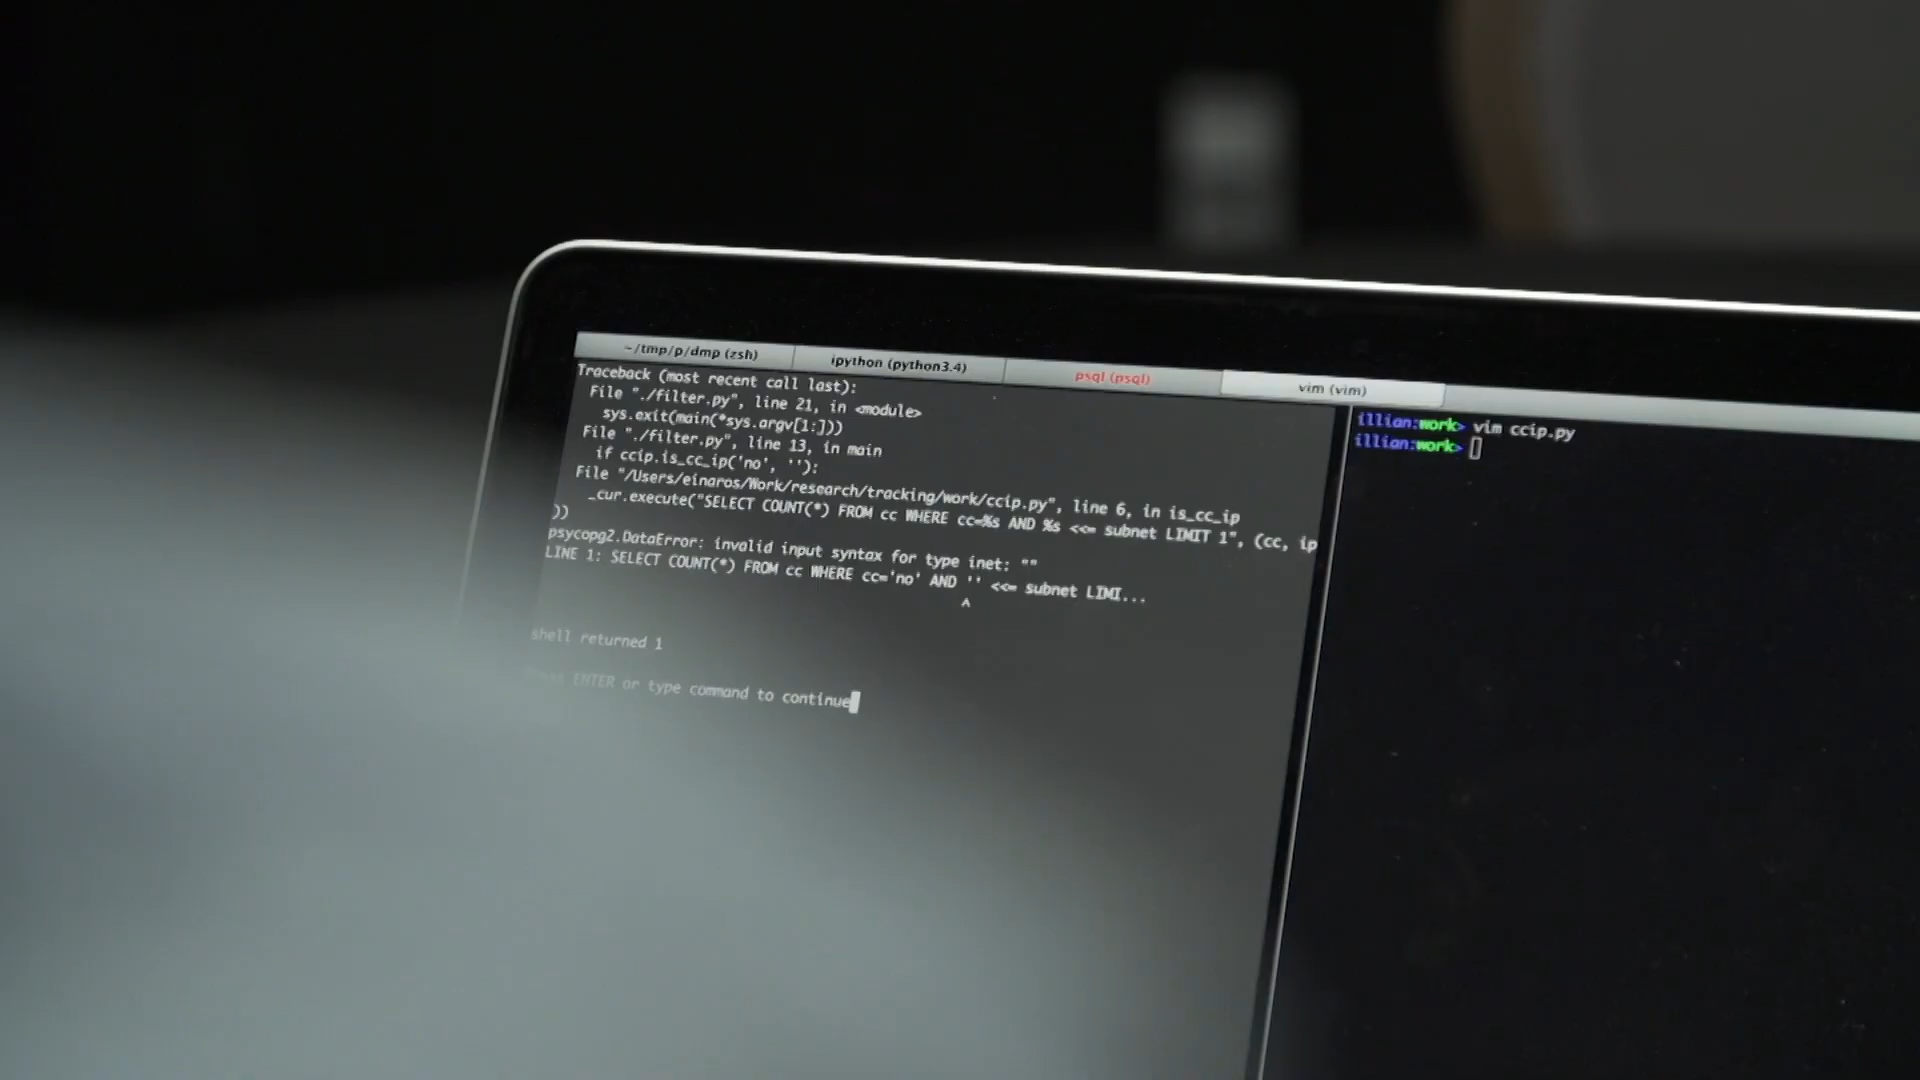 ~/tmp/p/dmp (zsh)
ipython (python3.4)
psql (psql)
vim (vim)
Traceback (most recent call last):
File "./filter.py", line 21, in <module>
sys.exit(main(*sys.argv[1:]))
File "./filter.py", line 13, in main
if ccip.is_cc_ip('no', ''):
File "/Users/einaros/Work/research/tracking/work/ccip.py", line 6, in is_cc_ip
_cur.execute("SELECT COUNT(*) FROM cc WHERE cc=%s AND %s <<= subnet LIMIT 1", (cc, ip
))
psycopg2.DataError: invalid input syntax for type inet: ""
LINE 1: SELECT COUNT(*) FROM cc WHERE cc='no' AND '' <<= subnet LIMI...
^
shell returned 1
ENTER or type command to continue
illian:work> vim ccip.py
illian:work>